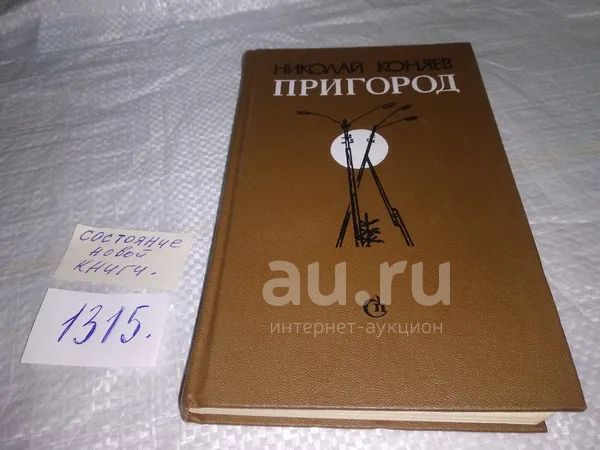 НИКОЛАЙ КОНЯЕВ
ПРИГОРОД
состояние
новой
книги.
1315.
au.ru
интернет-аукцион